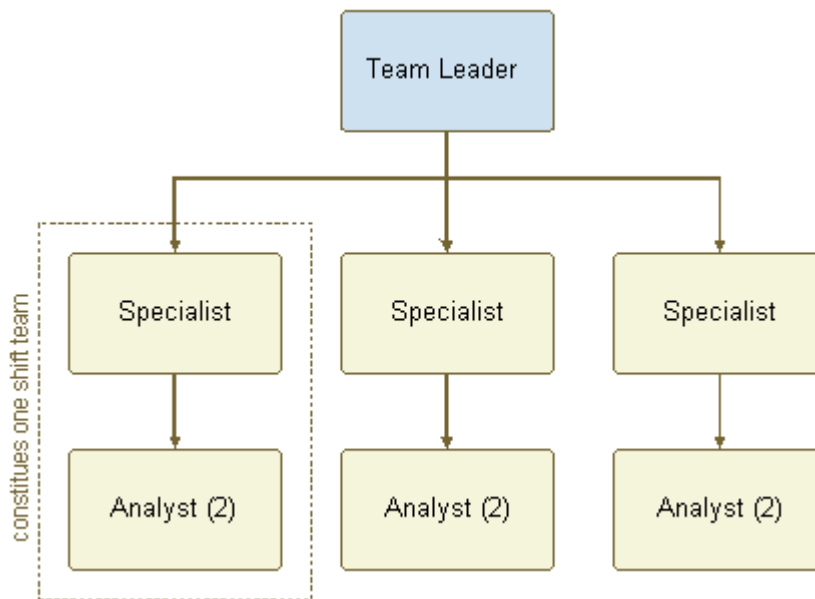 Team Leader
constitues one shift team
Specialist
Specialist
Specialist
Analyst (2)
Analyst (2)
Analyst (2)